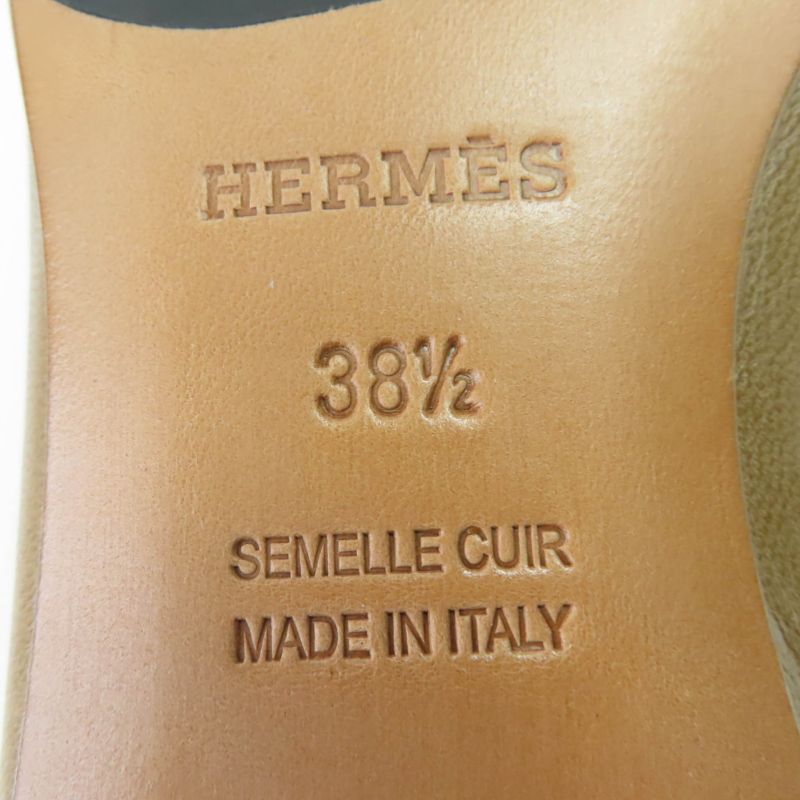 HERMÈS
38½
SEMELLE CUIR
MADE IN ITALY